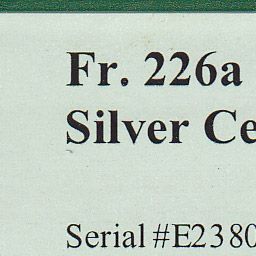 Fr. 226a
Silver Ce
Serial #E2380